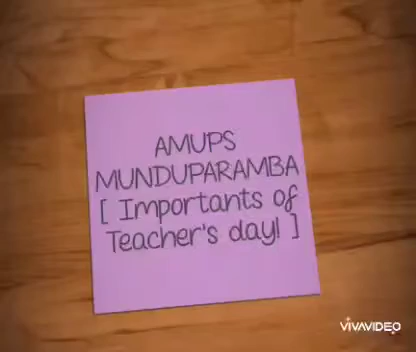 AMUPS
MUNDUPARAMBA
[ Importants of
Teacher's day! ]
VIVAVIDEO